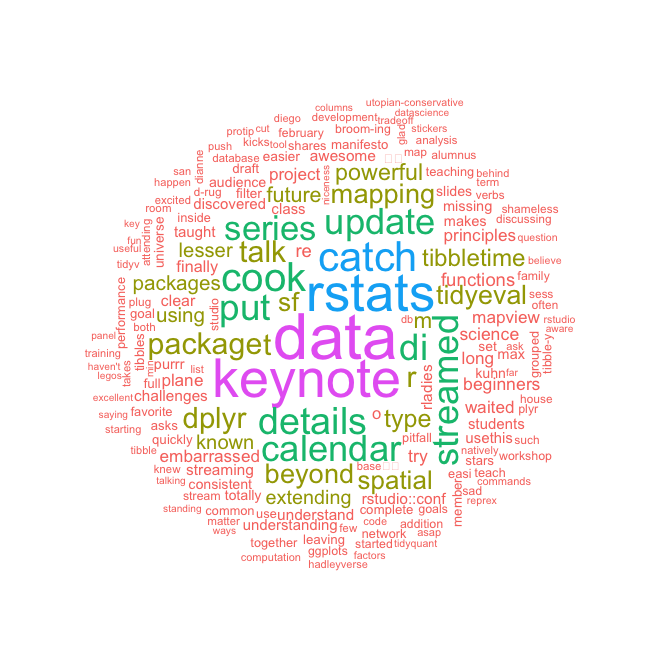 columns
utopian-conservative
datascience
diego
development
tradeoff
protip
cut
february
broom-ing
glad
stickers
push
kicks
tool
shares
manifesto
analysis
database
easier
awesome
map
alumnus
dianne
san
draft
project
niceness
powerful
teaching
behind
happen
d-rug
filter
future
mapping
slides
term
verbs
excited
discovered
class
missing
shameless
room
audience
series
update
makes
discussing
key
inside
taught
talk
principles
question
fun
universe
lesser
re
catch
tibbletime
believe
useful
attending
finally
cook
rstats
functions
family
tidyv
packages
put
sf
tidyeval
sess
often
performance
plug
clear
using
studio
data
db
m
mapview
rstudio
goal
both
packaget
di
science
aware
panel
tibbles
purrr
keynote
r
streamed
long
set
ask
max
grouped
tibble-y
training
haven't
min
list
plane
kuhn
far
legos
takes
full
challenges
beginners
house
excellent
favorite
dplyr
details
o
type
rladies
waited
plyr
saying
asks
students
starting
quickly
known
calendar
pitfall
usethis
such
tibble
embarrassed
try
natively
workshop
talking
knew
streaming
beyond
base
spatial
stars
consistent
easi
teach
stream
totally
extending
rstudio::conf
member
sad
commands
standing
common
use
understand
complete
goals
reprex
matter
understanding
few
code
network
addition
ways
leaving
started
asap
together
ggplots
tidyquant
computation
factors
hadleyverse